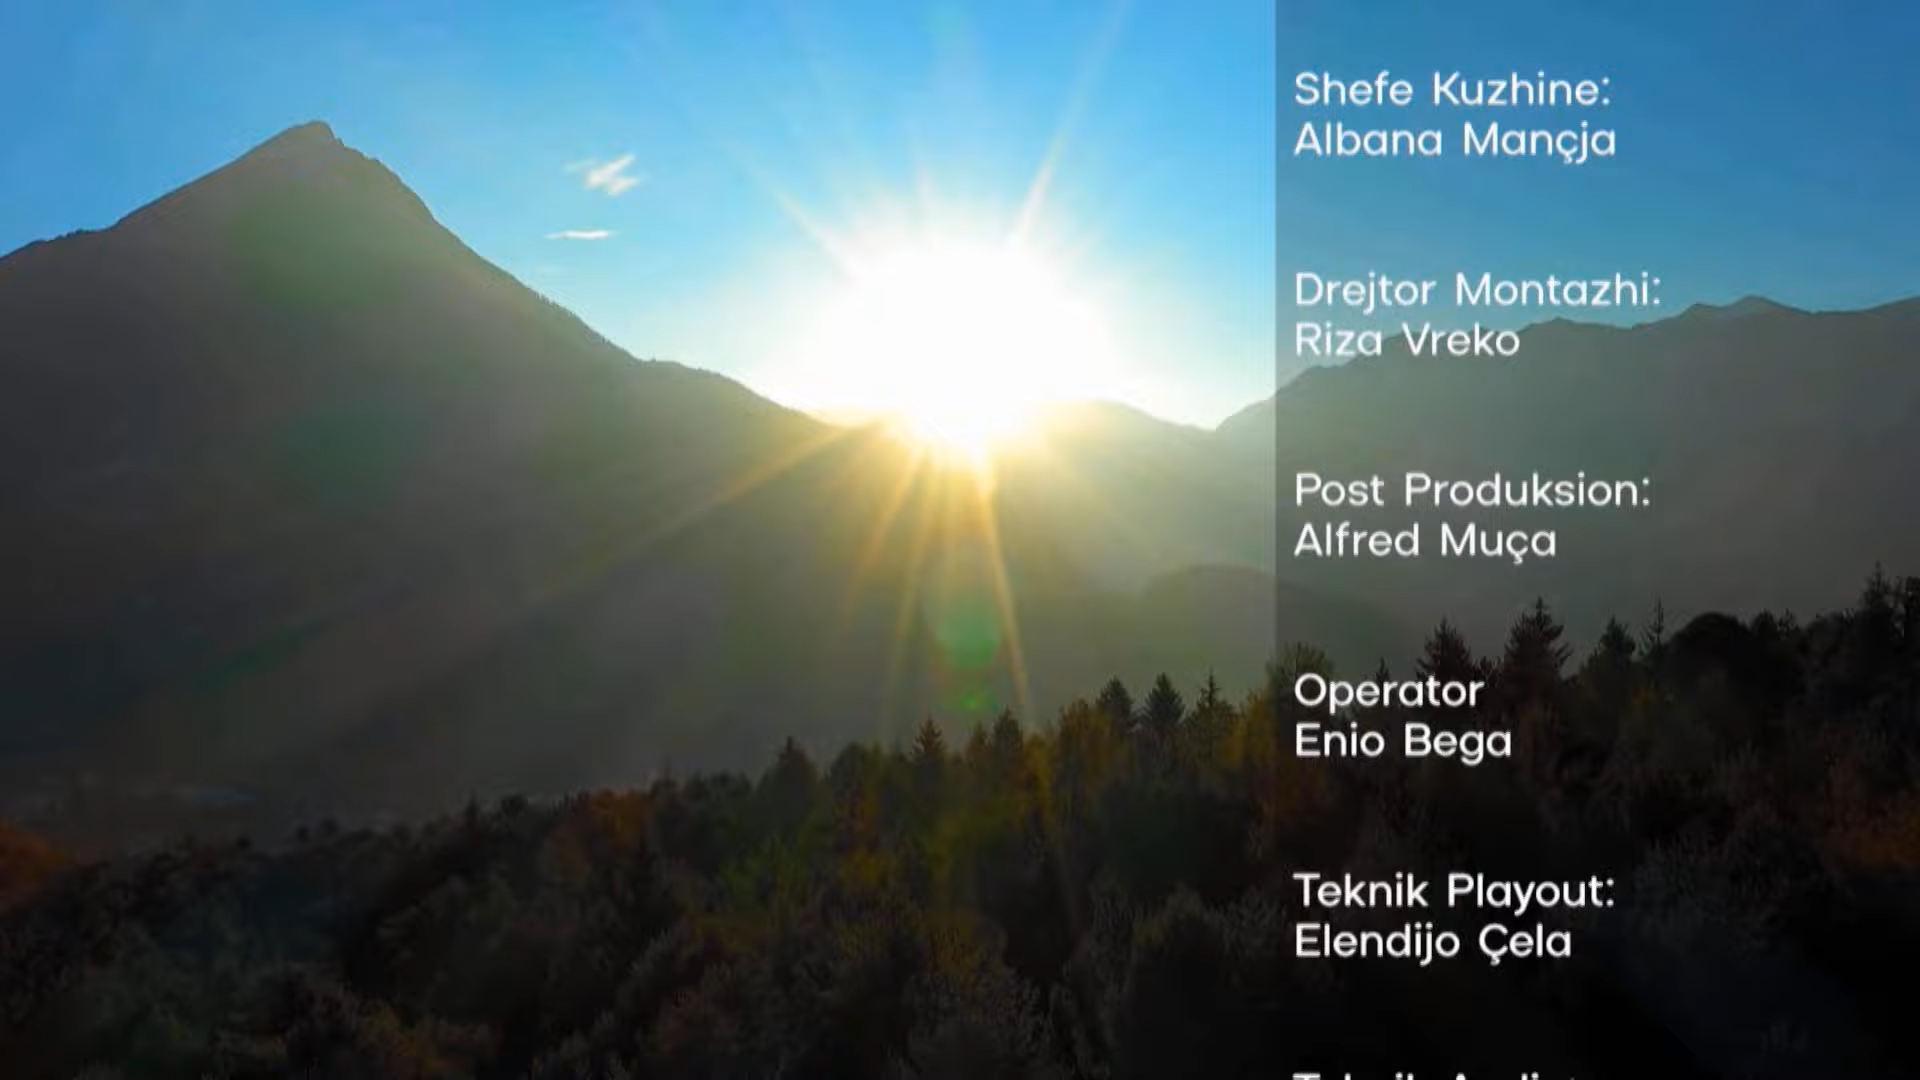 Shefe Kuzhine:
Albana Mançja
Drejtor Montazhi:
Riza Vreko
Post Produksion:
Alfred Muça
Operator
Enio Bega
Teknik Playout:
Elendijo Çela